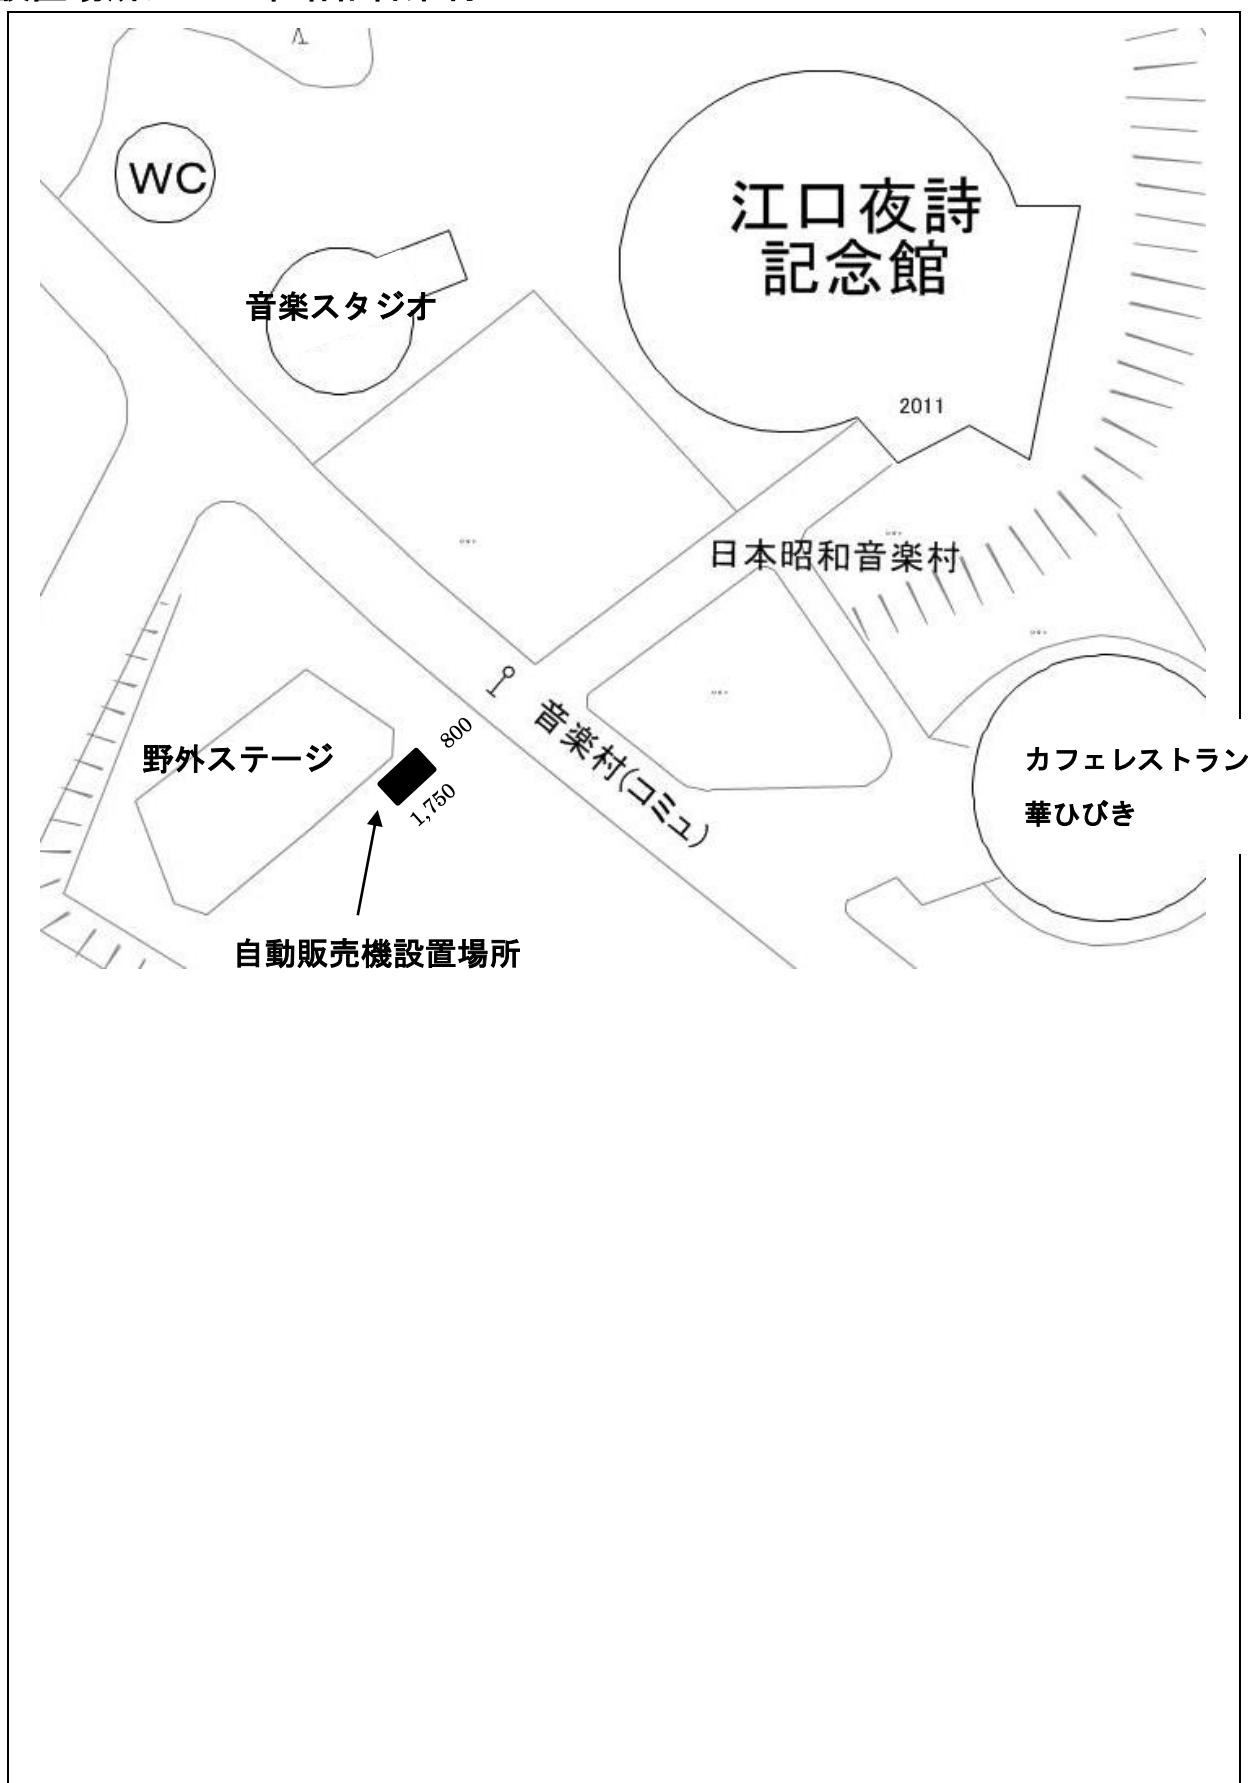 WC
江口夜詩
記念館
音楽スタジオ
2011
日本昭和音楽村
音楽村(コミュ)
800
1,750
野外ステージ
カフェレストラン
華ひびき
自動販売機設置場所